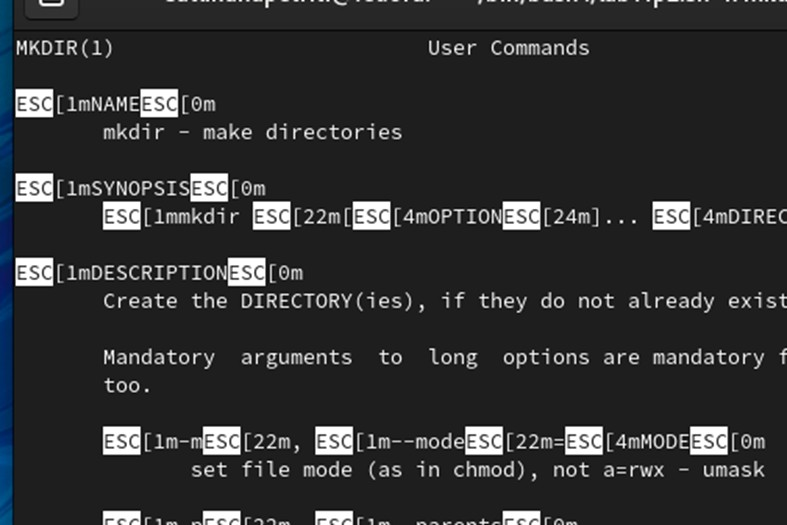 MKDIR(1) User Commands
ESC[1mNAMEESC[0m
mkdir - make directories
ESC[1mSYNOPSISESC[0m
ESC[1mmkdir ESC[22m[ESC[4mOPTIONESC[24m]... ESC[4mDIREC
ESC[1mDESCRIPTIONESC[0m
Create the DIRECTORY(ies), if they do not already exist
Mandatory arguments to long options are mandatory f
too.
ESC[1m-mESC[22m, ESC[1m--modeESC[22m=ESC[4mMODEESC[0m
set file mode (as in chmod), not a=rwx - umask
ESC[1m-pESC[22m, ESC[1m--parentsESC[0m